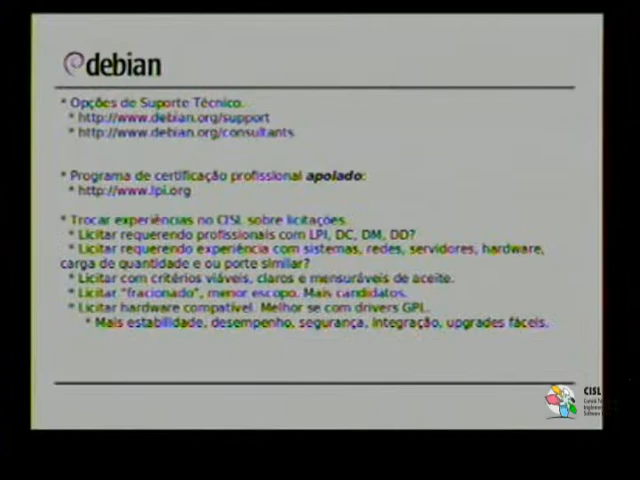 debian
* Opções de Suporte Técnico.
* http://www.debian.org/support
* http://www.debian.org/consultants
* Programa de certificação profissional apoiado:
* http://www.lpi.org
* Trocar experiências no CISL sobre licitações.
* Licitar requerendo profissionais com LPI, DC, DM, DD?
* Licitar requerendo experiência com sistemas, redes, servidores, hardware,
carga de quantidade e ou porte similar?
* Licitar com critérios viáveis, claros e mensuráveis de aceite.
* Licitar "fracionado", menor escopo. Mais candidatos.
* Licitar hardware compatível. Melhor se com drivers GPL.
* Mais estabilidade, desempenho, segurança, integração, upgrades fáceis.
CISL